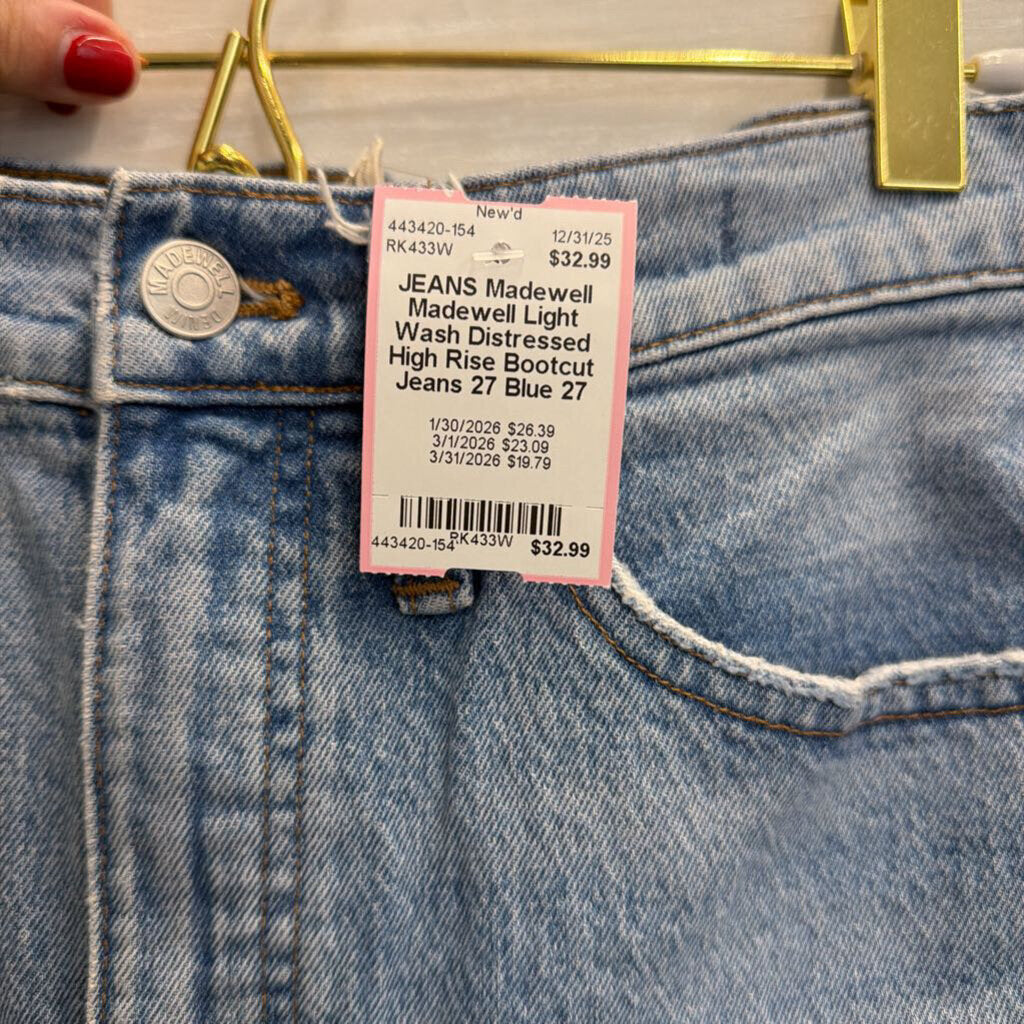 MADEWELL
DENIM
New'd
443420-154
12/31/25
RK433W
$32.99
JEANS Madewell
Madewell Light
Wash Distressed
High Rise Bootcut
Jeans 27 Blue 27
1/30/2026 $26.39
3/1/2026 $23.09
3/31/2026 $19.79
443420-154 RK433W $32.99